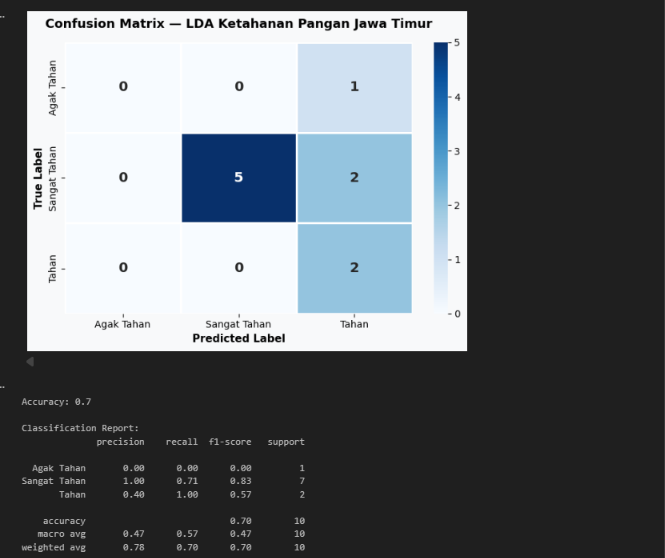 Confusion Matrix — LDA Ketahanan Pangan Jawa Timur
True Label
Agak Tahan
Sangat Tahan
Tahan
0 0 1
0 5 2
0 0 2
Agak Tahan Sangat Tahan Tahan
Predicted Label
5
4
3
2
1
0
Accuracy: 0.7
Classification Report:
precision recall f1-score support
Agak Tahan 0.00 0.00 0.00 1
Sangat Tahan 1.00 0.71 0.83 7
Tahan 0.40 1.00 0.57 2
accuracy 0.70 10
macro avg 0.47 0.57 0.47 10
weighted avg 0.78 0.70 0.70 10